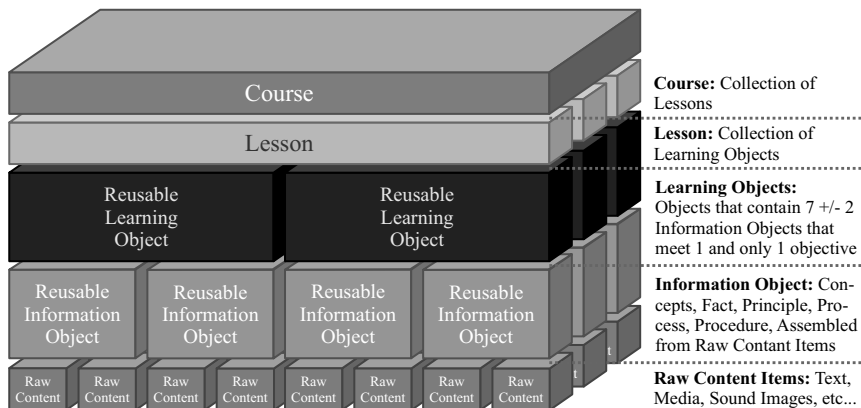 Course
Lesson
Reusable
Learning
Object
Reusable
Learning
Object
Reusable
Information
Object
Reusable
Information
Object
Reusable
Information
Object
Reusable
Information
Object
Raw
Content
Raw
Content
Raw
Content
Raw
Content
Raw
Content
Raw
Content
Raw
Content
Raw
Content
Course: Collection of
Lessons
Lesson: Collection of
Learning Objects
Learning Objects:
Objects that contain 7 +/- 2
Information Objects that
meet 1 and only 1 objective
Information Object: Con-
cepts, Fact, Principle, Pro-
cess, Procedure, Assembled
from Raw Contant Items
Raw Content Items: Text,
Media, Sound Images, etc...